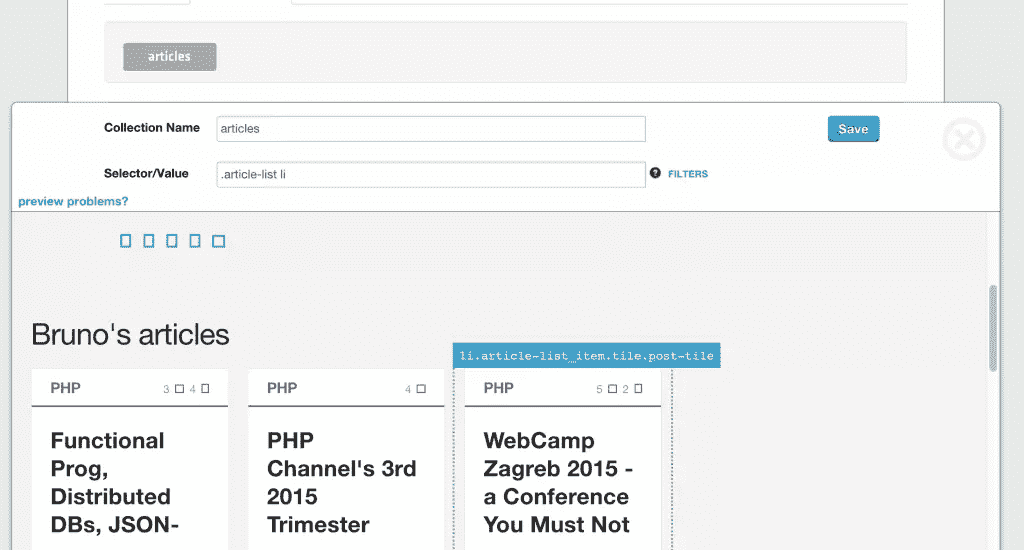 articles
Collection Name articles Save
Selector/Value .article-list li ? FILTERS
preview problems?
Bruno's articles
li.article-list_item.tile.post-tile
PHP 3 4
Functional
Prog,
Distributed
DBs, JSON-
PHP 4
PHP
Channel's 3rd
2015
Trimester
PHP 5 2
WebCamp
Zagreb 2015 -
a Conference
You Must Not